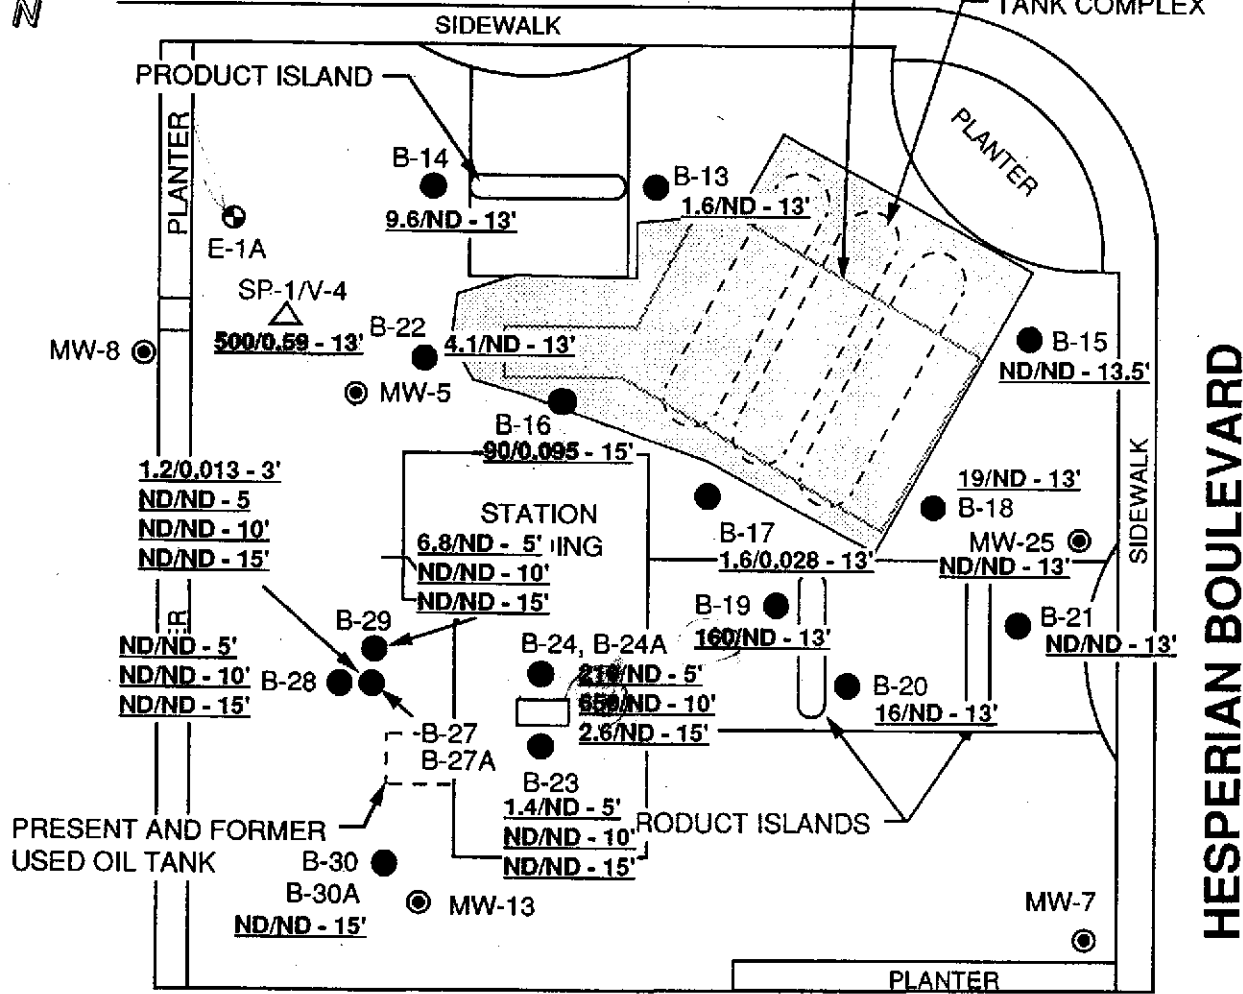 N
TANK COMPLEX
SIDEWALK
PRODUCT ISLAND
PLANTER
PLANTER
B-14
9.6/ND - 13'
B-13
1.6/ND - 13'
E-1A
SP-1/V-4
500/0.59 - 13'
B-22
4.1/ND - 13'
MW-8
MW-5
B-15
ND/ND - 13.5'
B-16
90/0.095 - 15'
HESPERIAN BOULEVARD
SIDEWALK
1.2/0.013 - 3'
ND/ND - 5
ND/ND - 10'
ND/ND - 15'
STATION
ING
6.8/ND - 5'
ND/ND - 10'
ND/ND - 15'
B-17
1.6/0.028 - 13'
19/ND - 13'
B-18
MW-25
ND/ND - 13'
B-29
B-19
160/ND - 13'
B-21
ND/ND - 13'
ER
ND/ND - 5'
ND/ND - 10'
ND/ND - 15'
B-28
B-24, B-24A
/ND - 5'
/ND - 10'
2.6/ND - 15'
B-20
16/ND - 13'
B-27
B-27A
B-23
1.4/ND - 5'
ND/ND - 10'
ND/ND - 15'
RODUCT ISLANDS
PRESENT AND FORMER
USED OIL TANK
B-30
B-30A
ND/ND - 15'
MW-13
MW-7
PLANTER